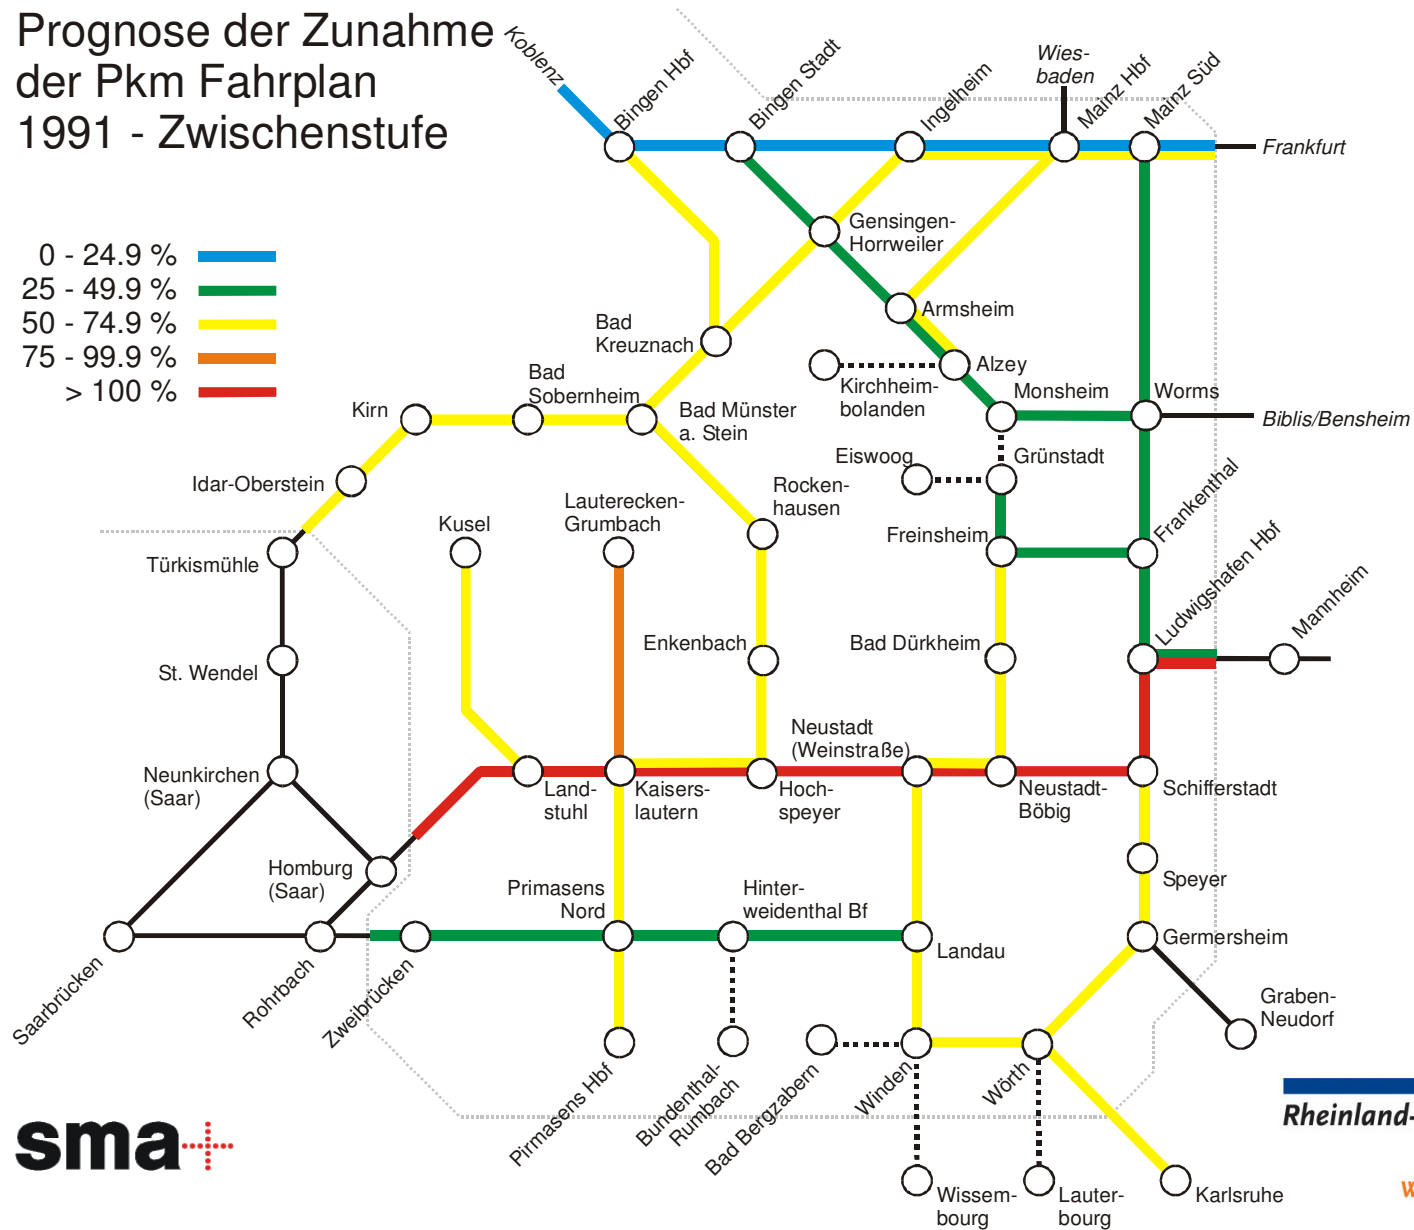 Prognose der Zunahme
der Pkm Fahrplan
1991 - Zwischenstufe
0 - 24.9 %
25 - 49.9 %
50 - 74.9 %
75 - 99.9 %
> 100 %
Koblenz
Bingen Hbf
Bingen Stadt
Ingelheim
Wies-
baden
Mainz Hbf
Mainz Süd
Frankfurt
Gensingen-
Horrweiler
Armsheim
Bad
Kreuznach
Alzey
Kirchheim-
bolanden
Monsheim
Worms
Biblis/Bensheim
Bad
Sobernheim
Kirn
Bad Münster
a. Stein
Idar-Oberstein
Eiswoog
Grünstadt
Rocken-
hausen
Lauterecken-
Grumbach
Kusel
Türkismühle
Freinsheim
Frankenthal
Ludwigshafen Hbf
Mannheim
St. Wendel
Enkenbach
Bad Dürkheim
Neustadt
(Weinstraße)
Neunkirchen
(Saar)
Land-
stuhl
Kaisers-
lautern
Hoch-
speyer
Neustadt-
Böbig
Schifferstadt
Homburg
(Saar)
Primasens
Nord
Hinter-
weidenthal Bf
Speyer
Landau
Germersheim
Saarbrücken
Rohrbach
Zweibrücken
Graben-
Neudorf
Pirmasens Hbf
Bundenthal-
Rumbach
Bad Bergzabern
Winden
Wörth
Rheinland-
sma
Wissem-
bourg
Lauter-
bourg
Karlsruhe
w